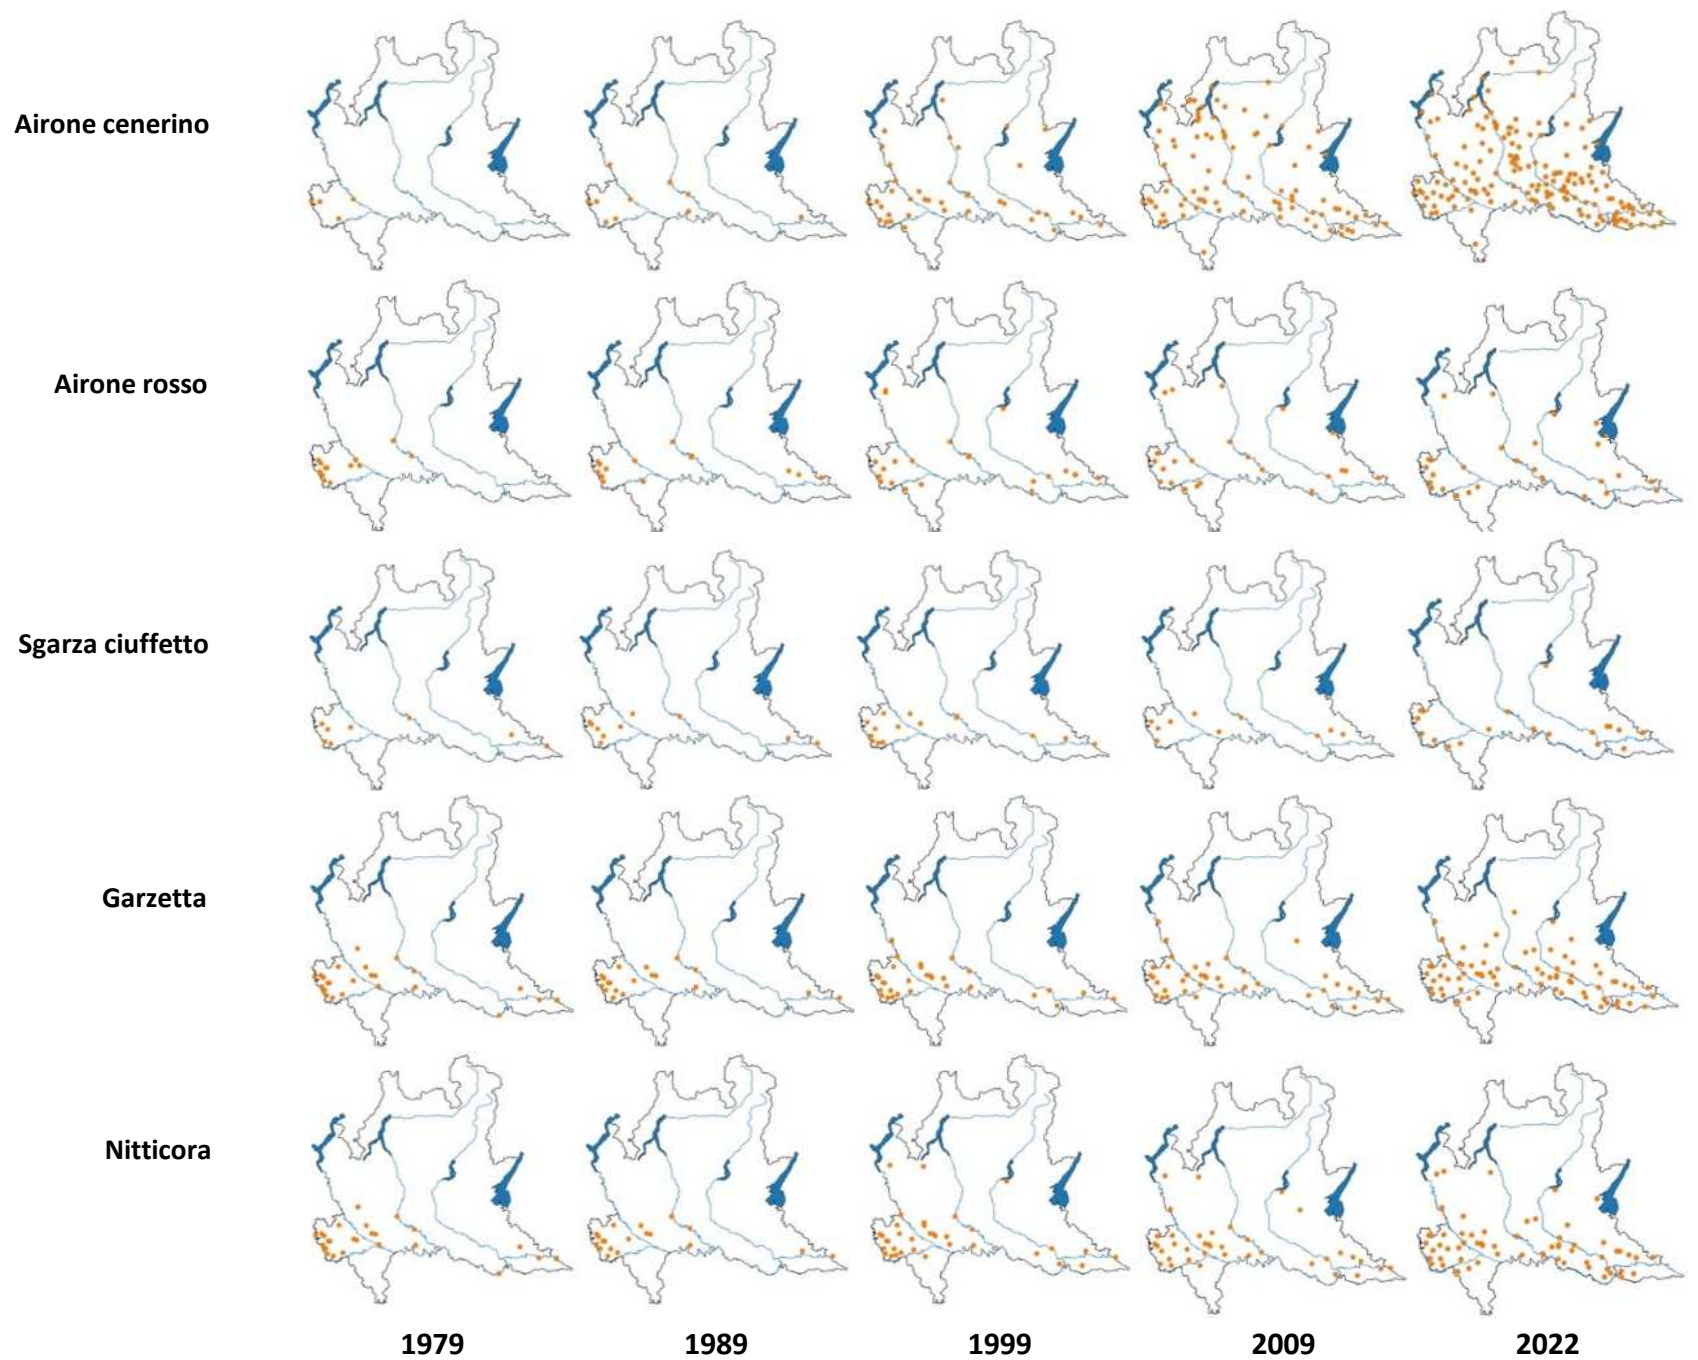 Airone cenerino
Airone rosso
Sgarza ciuffetto
Garzetta
Nitticora
1979 1989 1999 2009 2022